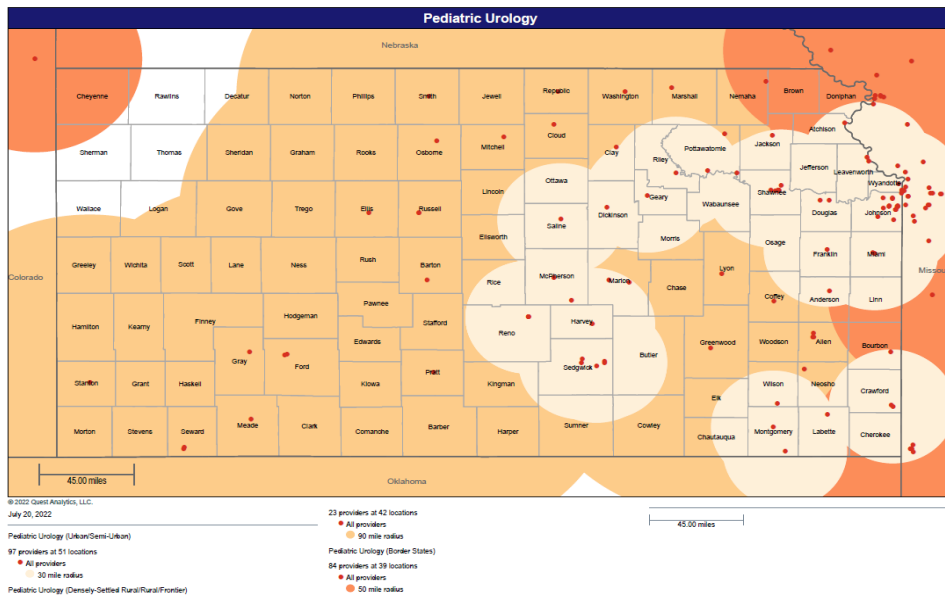 Pediatric Urology
Nebraska
Cheyenne Rawlins Decatur Norton Phillips Smith Jewell Republic Washington Marshall Nemaha Brown Doniphan
Atchison
Sherman Thomas Sheridan Graham Rooks Osborne Mitchell Cloud Clay Riley Pottawatomie Jackson Jefferson Leavenworth
Wyandotte
Wallace Logan Gove Trego Ellis Russell Lincoln Ottawa Saline Dickinson Geary Wabaunsee Shawnee Douglas Johnson
Ellsworth Morris Osage
Colorado Greeley Wichita Scott Lane Ness Rush Barton Rice McPherson Marion Chase Lyon Franklin Miami Missou
Hamilton Kearny Finney Hodgeman Pawnee Stafford Reno Harvey Coffey Anderson Linn
Gray Ford Edwards Sedgwick Butler Greenwood Woodson Allen Bourbon
Stanton Grant Haskell Kiowa Pratt Kingman Elk Wilson Neosho Crawford
Morton Stevens Seward Meade Clark Comanche Barber Harper Sumner Cowley Chautauqua Montgomery Labette Cherokee
45.00 miles
Oklahoma
© 2022 Quest Analytics, LLC.
July 20, 2022
Pediatric Urology (Urban/Semi-Urban)
97 providers at 51 locations
All providers
30 mile radius
Pediatric Urology (Densely-Settled Rural/Rural/Frontier)
23 providers at 42 locations
All providers
90 mile radius
Pediatric Urology (Border States)
84 providers at 39 locations
All providers
50 mile radius
45.00 miles